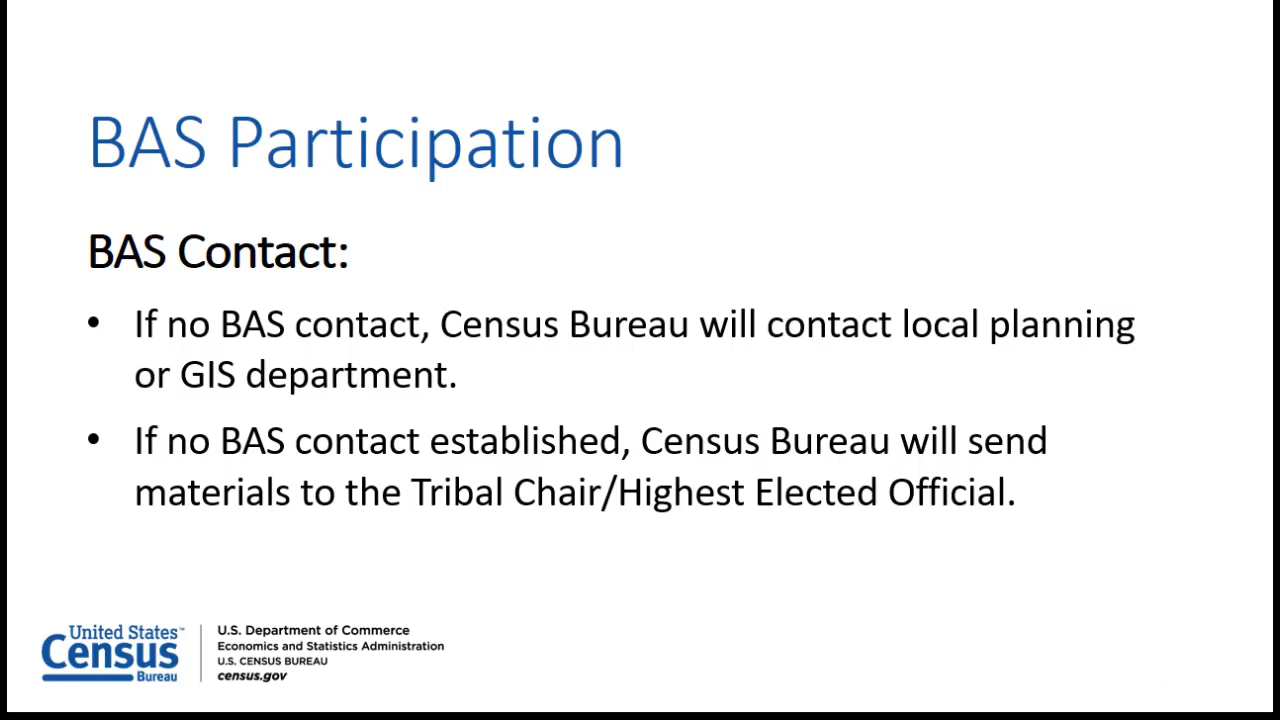 BAS Participation
BAS Contact:
• If no BAS contact, Census Bureau will contact local planning
or GIS department.
• If no BAS contact established, Census Bureau will send
materials to the Tribal Chair/Highest Elected Official.
United States™
Census
Bureau
U.S. Department of Commerce
Economics and Statistics Administration
U.S. CENSUS BUREAU
census.gov